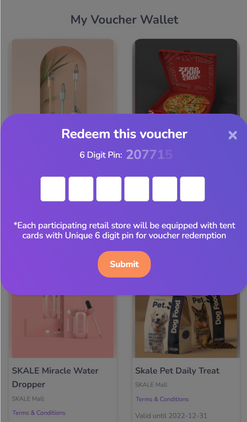 My Voucher Wallet
ZERO
Redeem this voucher
×
6 Digit Pin: 207715
*Each participating retail store will be equipped with tent
cards with Unique 6 digit pin for voucher redemption
Submit
Dog Food
Dog Food
SKALE Miracle Water
Dropper
SKALE Mall
Terms & Conditions
Skale Pet Daily Treat
SKALE Mall
Terms & Conditions
Valid until 2022-12-31